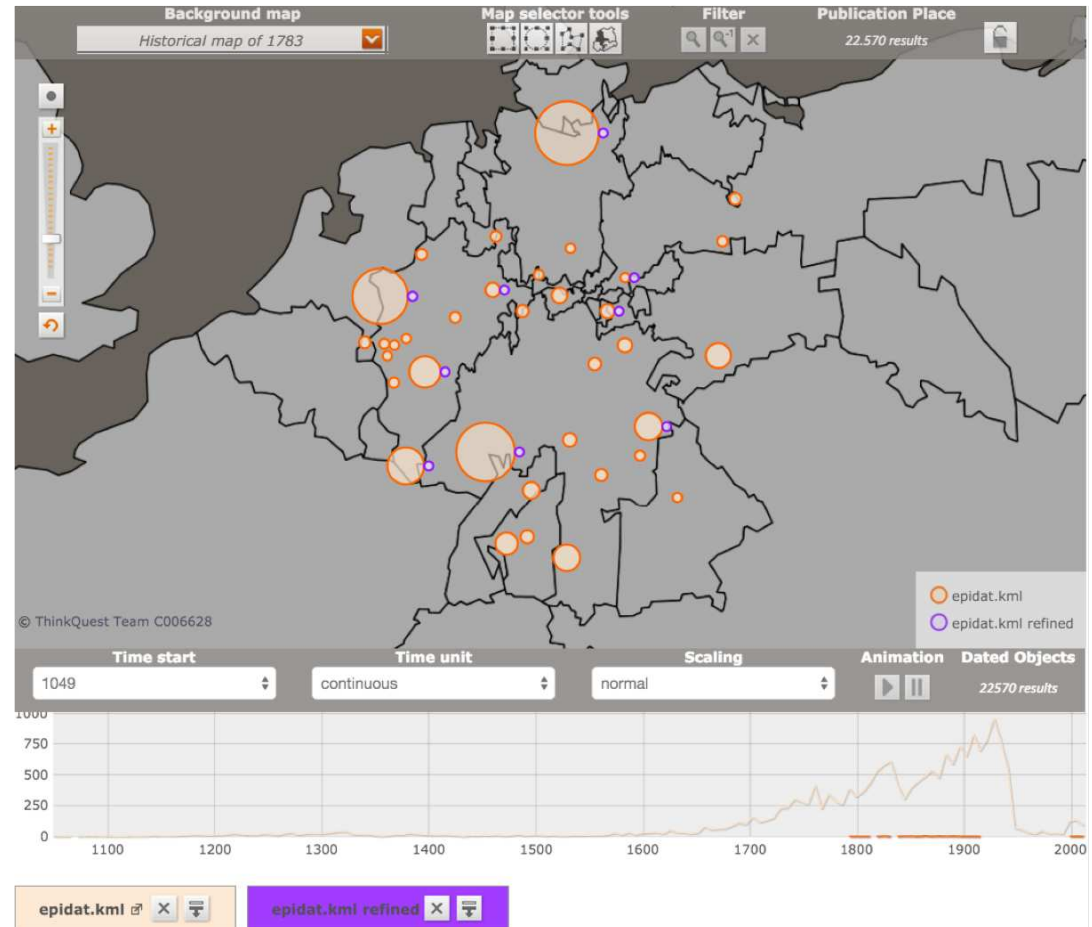 Background map Map selector tools Filter Publication Place
Historical map of 1783 22.570 results
© ThinkQuest Team C006628
epidat.kml
epidat.kml refined
Time start Time unit Scaling Animation Dated Objects
1049 continuous normal 22570 results
1000
750
500
250
0
1100 1200 1300 1400 1500 1600 1700 1800 1900 2000
epidat.kml epidat.kml refined